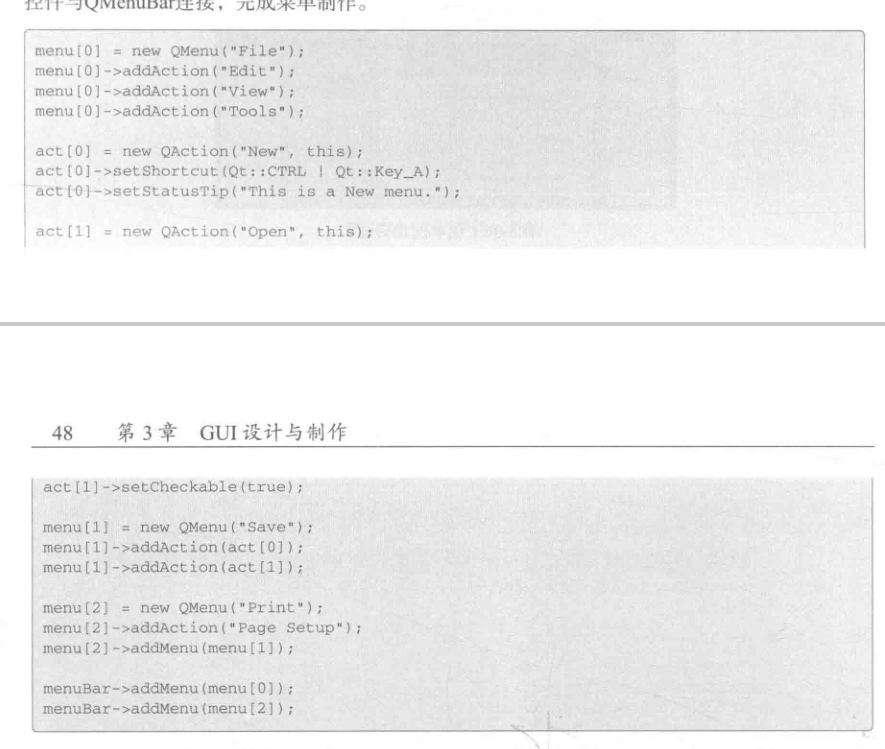 控件与QMenuBar连接，完成菜单制作。
menu[0] = new QMenu("File");
menu[0]->addAction("Edit");
menu[0]->addAction("View");
menu[0]->addAction("Tools");
act[0] = new QAction("New", this);
act[0]->setShortcut(Qt::CTRL | Qt::Key_A);
act[0]->setStatusTip("This is a New menu.");
act[1] = new QAction("Open", this);
48 第 3 章 GUI 设计与制作
act[1]->setCheckable(true);
menu[1] = new QMenu("Save");
menu[1]->addAction(act[0]);
menu[1]->addAction(act[1]);
menu[2] = new QMenu("Print");
menu[2]->addAction("Page Setup");
menu[2]->addMenu(menu[1]);
menuBar->addMenu(menu[0]);
menuBar->addMenu(menu[2]);